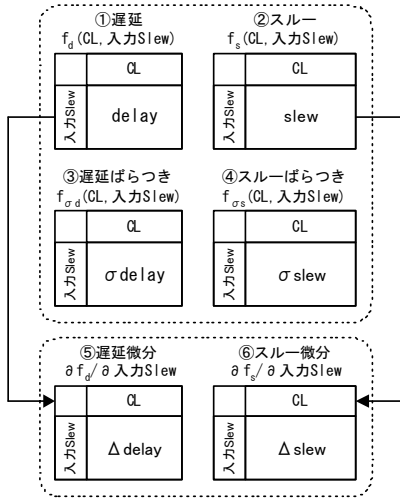 ①遅延
f_d(CL, 入力Slew)
CL
入力Slew
delay
②スルー
f_s(CL, 入力Slew)
CL
入力Slew
slew
③遅延ばらつき
f_σd(CL, 入力Slew)
CL
入力Slew
σdelay
④スルーばらつき
f_σs(CL, 入力Slew)
CL
入力Slew
σslew
⑤遅延微分
∂f_d/∂入力Slew
CL
入力Slew
Δdelay
⑥スルー微分
∂f_s/∂入力Slew
CL
入力Slew
Δslew